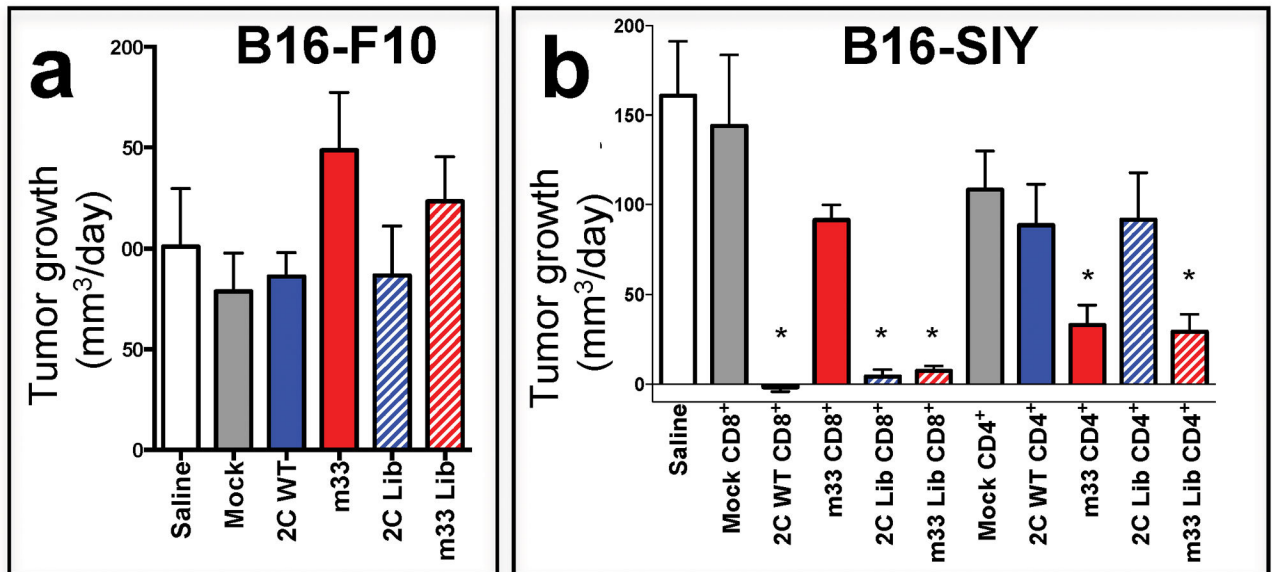 a
B16-F10
Tumor growth
(mm³/day)
200
50
00
50
0
Saline
Mock
2C WT
m33
2C Lib
m33 Lib
b
B16-SIY
Tumor growth
(mm³/day)
200
150
100
50
0
*
*
*
*
*
Saline
Mock CD8⁺
2C WT CD8⁺
m33 CD8⁺
2C Lib CD8⁺
m33 Lib CD8⁺
Mock CD4⁺
2C WT CD4⁺
m33 CD4⁺
2C Lib CD4⁺
m33 Lib CD4⁺